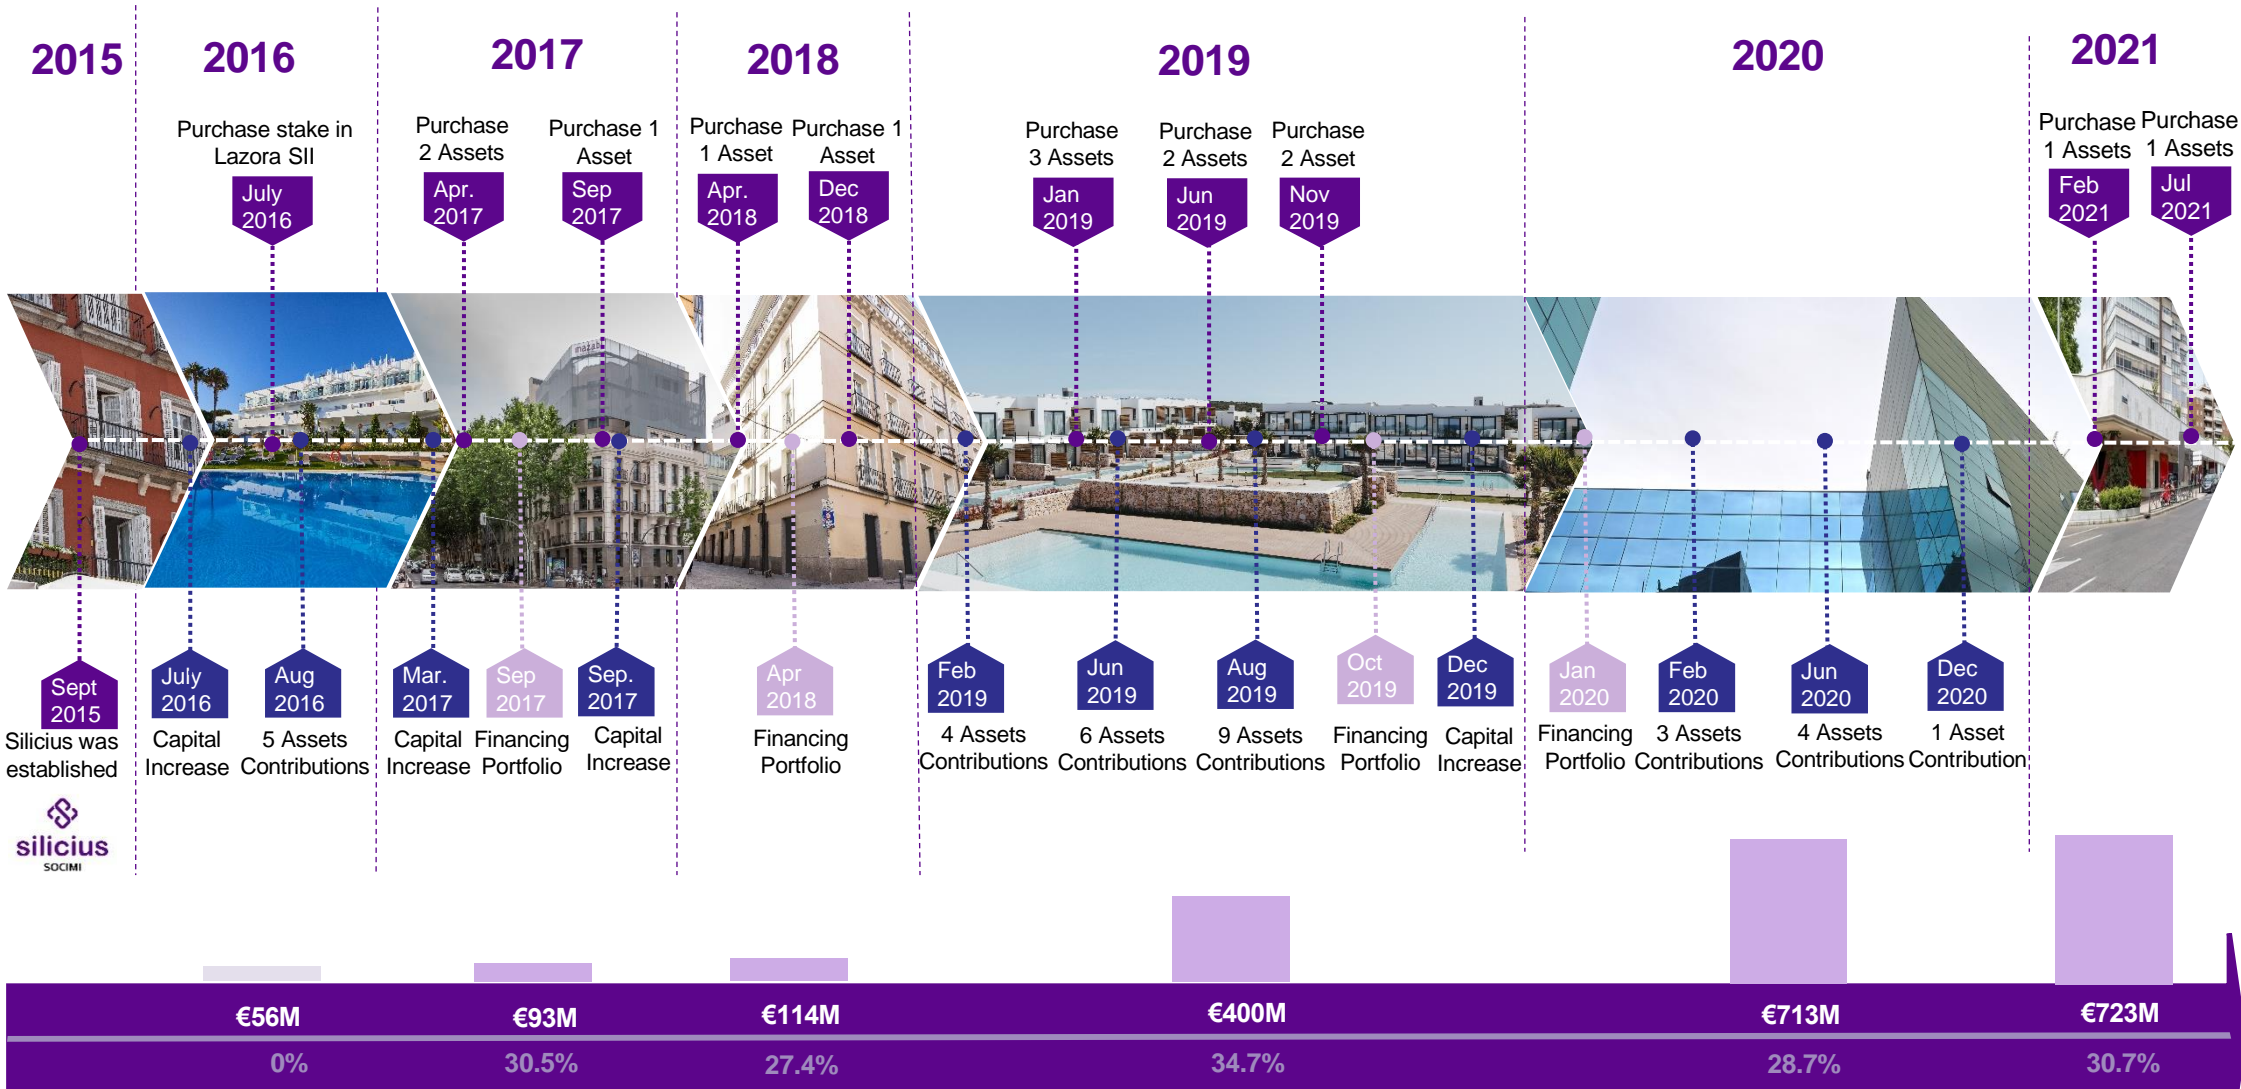 2015
2016
2017
2018
2019
2020
2021
Purchase stake in
Lazora SII
July
2016
Purchase
2 Assets
Apr.
2017
Purchase 1
Asset
Sep
2017
Purchase
1 Asset
Apr.
2018
Purchase 1
Asset
Dec
2018
Purchase
3 Assets
Jan
2019
Purchase
2 Assets
Jun
2019
Purchase
2 Asset
Nov
2019
Purchase
1 Assets
Feb
2021
Purchase
1 Assets
Jul
2021
Sept
2015
Silicius was
established
July
2016
Capital
Increase
Aug
2016
5 Assets
Contributions
Mar.
2017
Capital
Increase
Sep
2017
Financing
Portfolio
Sep.
2017
Capital
Increase
Apr
2018
Financing
Portfolio
Feb
2019
4 Assets
Contributions
Jun
2019
6 Assets
Contributions
Aug
2019
9 Assets
Contributions
Oct
2019
Financing
Portfolio
Dec
2019
Capital
Increase
Jan
2020
Financing
Portfolio
Feb
2020
3 Assets
Contributions
Jun
2020
4 Assets
Contributions
Dec
2020
1 Asset
Contribution
silicius
SOCIMI
€56M
€93M
€114M
€400M
€713M
€723M
0%
30.5%
27.4%
34.7%
28.7%
30.7%